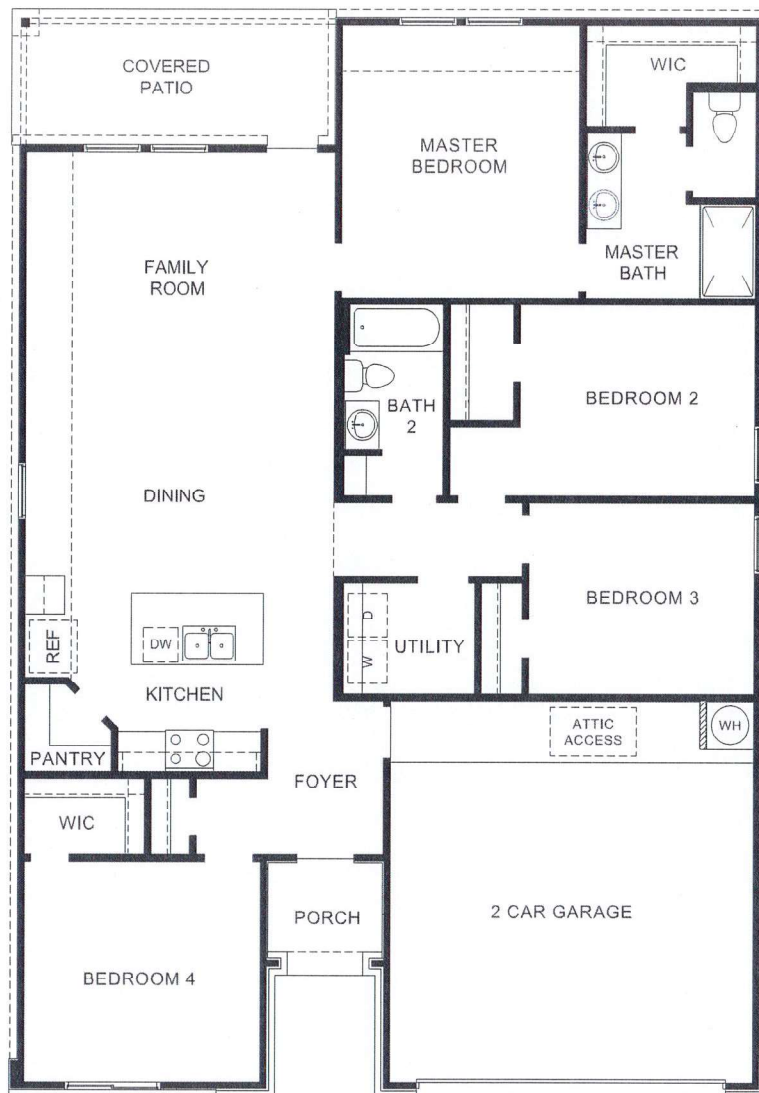 COVERED
PATIO
WIC
MASTER
BEDROOM
FAMILY
ROOM
MASTER
BATH
BATH
2
BEDROOM 2
DINING
BEDROOM 3
D
W
UTILITY
REF
DW
KITCHEN
PANTRY
ATTIC
ACCESS
WH
FOYER
WIC
PORCH
2 CAR GARAGE
BEDROOM 4